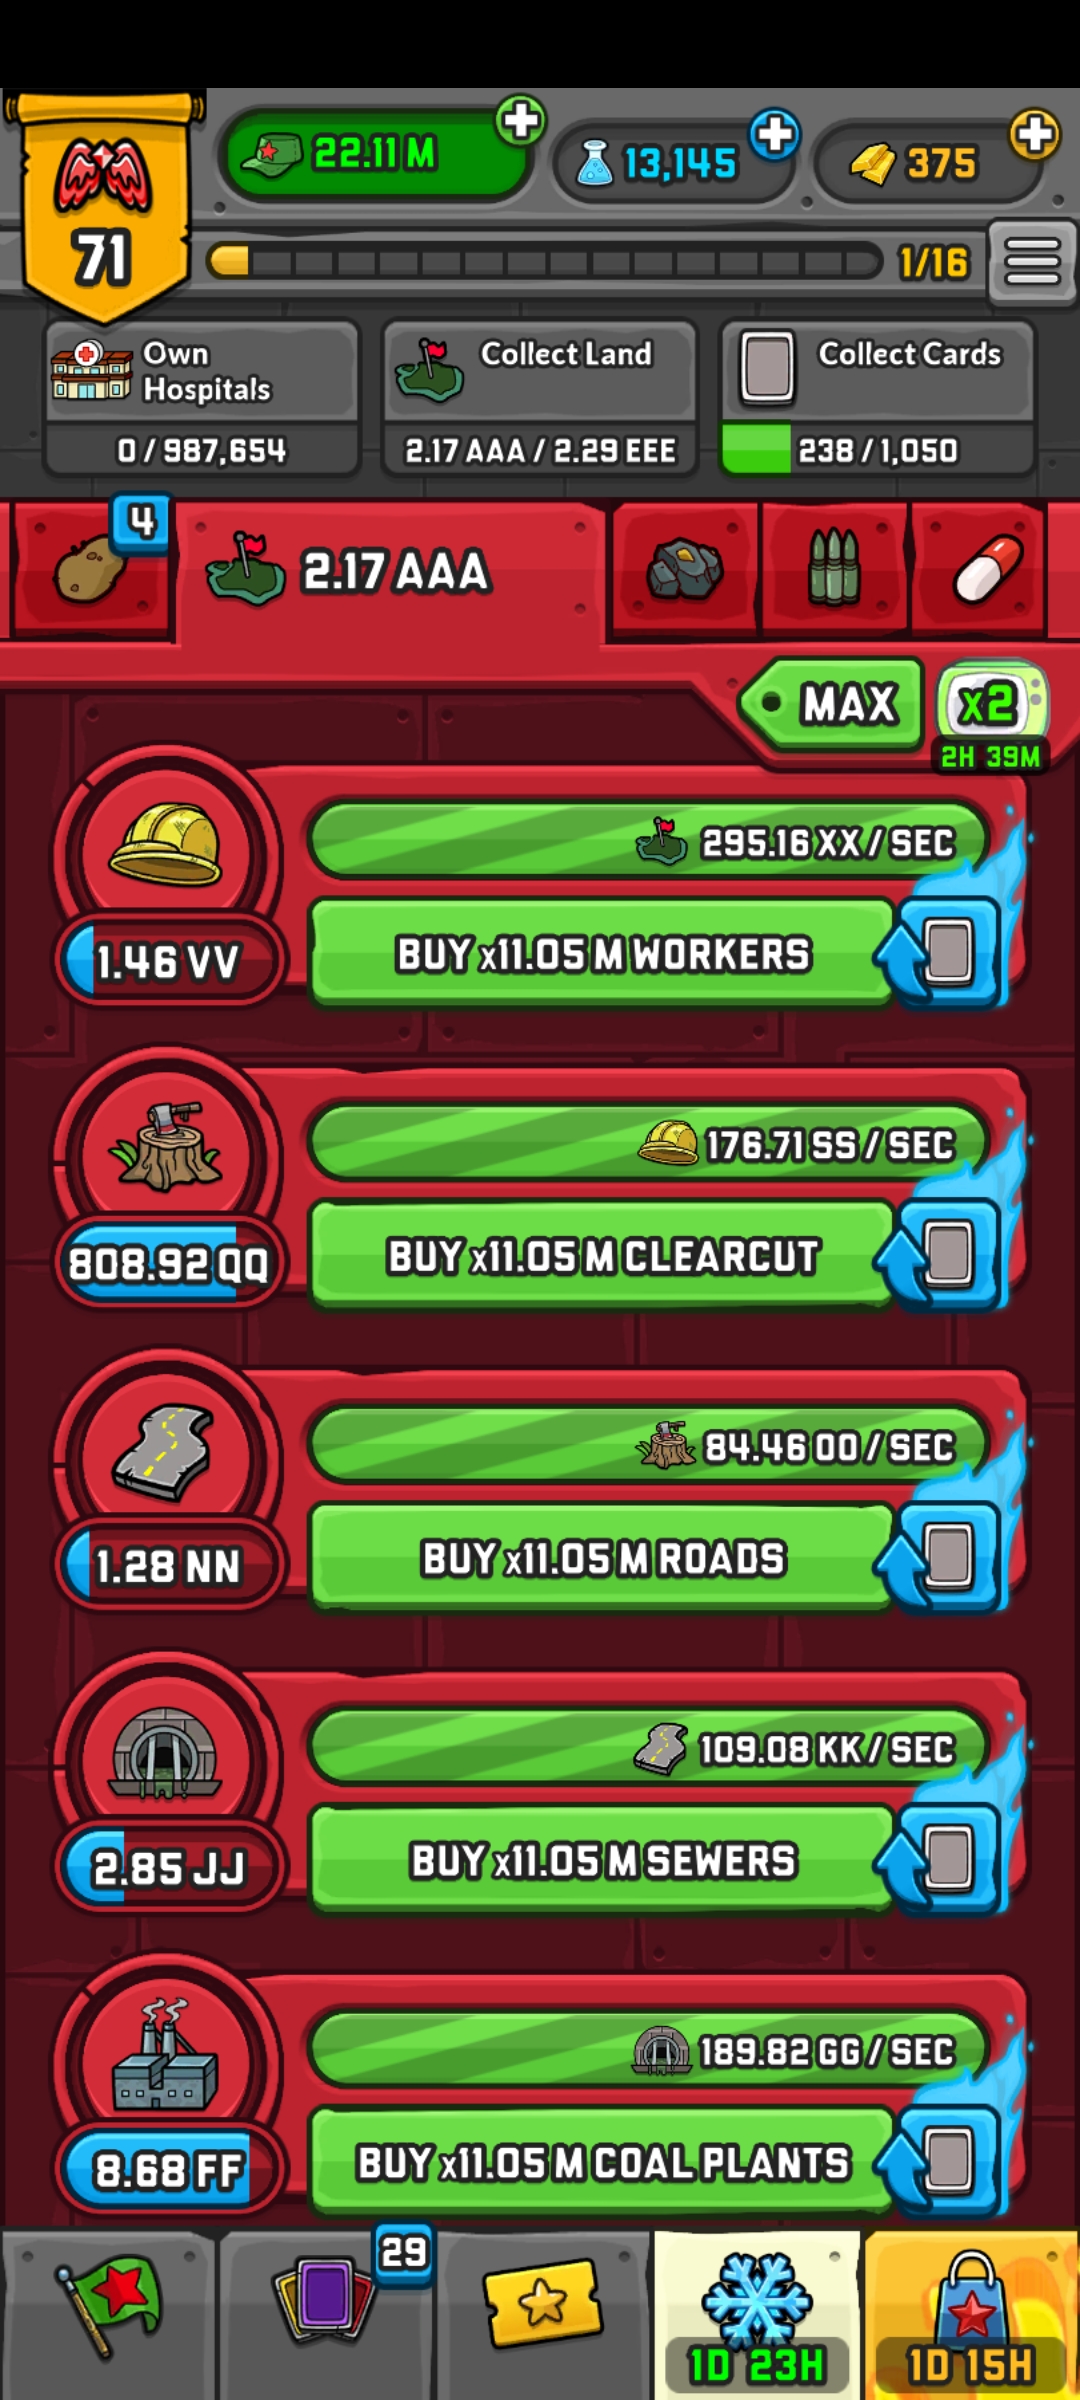 71
22.11 M
13,145
375
1/16
Own
Hospitals
0 / 987,654
Collect Land
2.17 AAA / 2.29 EEE
Collect Cards
238 / 1,050
4
2.17 AAA
MAX
x2
2H 39M
295.16 XX / SEC
1.46 VV
BUY x11.05 M WORKERS
176.71 SS / SEC
808.92 QQ
BUY x11.05 M CLEARCUT
84.46 OO / SEC
1.28 NN
BUY x11.05 M ROADS
109.08 KK / SEC
2.85 JJ
BUY x11.05 M SEWERS
189.82 GG / SEC
8.68 FF
BUY x11.05 M COAL PLANTS
29
1D 23H
1D 15H